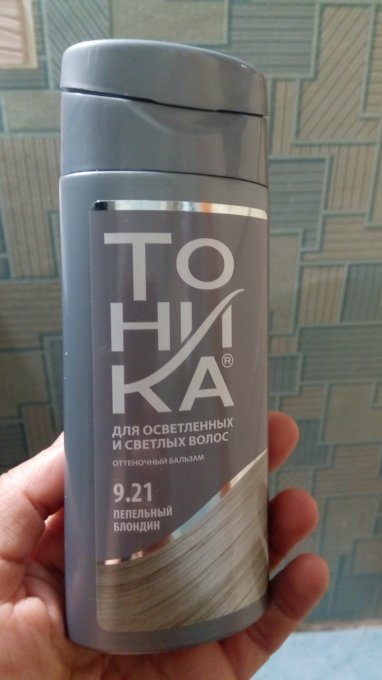 ТО
НИ
КА®
ДЛЯ ОСВЕТЛЕННЫХ
И СВЕТЛЫХ ВОЛОС
ОТТЕНОЧНЫЙ БАЛЬЗАМ
9.21
ПЕПЕЛЬНЫЙ
БЛОНДИН